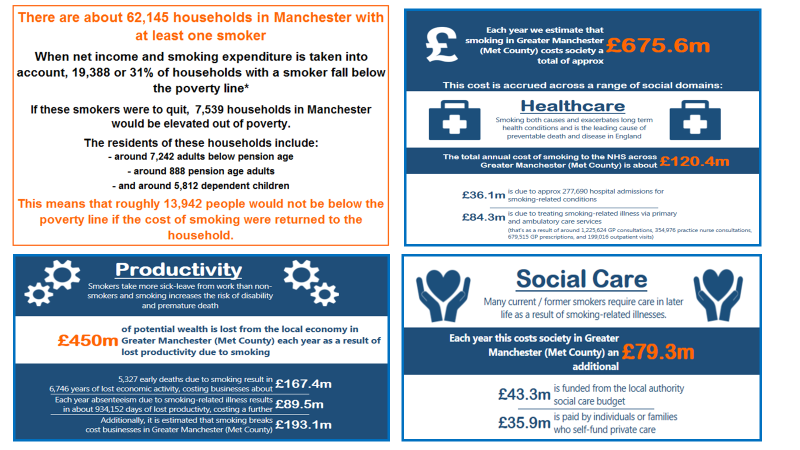 There are about 62,145 households in Manchester with
at least one smoker
When net income and smoking expenditure is taken into
account, 19,388 or 31% of households with a smoker fall below
the poverty line*
If these smokers were to quit, 7,539 households in Manchester
would be elevated out of poverty.
The residents of these households include:
- around 7,242 adults below pension age
- around 888 pension age adults
- and around 5,812 dependent children
This means that roughly 13,942 people would not be below the
poverty line if the cost of smoking were returned to the
household.
£
Each year we estimate that
smoking in Greater Manchester
(Met County) costs society a
total of approx
£675.6m
This cost is accrued across a range of social domains:
Healthcare
Smoking both causes and exacerbates long term
health conditions and is the leading cause of
preventable death and disease in England
The total annual cost of smoking to the NHS across
Greater Manchester (Met County) is about
£120.4m
£36.1m
is due to approx 277,690 hospital admissions for
smoking-related conditions
£84.3m
is due to treating smoking-related illness via primary
and ambulatory care services
(that's as a result of around 1,225,624 GP consultations, 354,976 practice nurse consultations,
679,515 GP prescriptions, and 199,016 outpatient visits)
Productivity
Smokers take more sick-leave from work than non-
smokers and smoking increases the risk of disability
and premature death
£450m
of potential wealth is lost from the local economy in
Greater Manchester (Met County) each year as a result of
lost productivity due to smoking
5,327 early deaths due to smoking result in
6,746 years of lost economic activity, costing businesses about
£167.4m
Each year absenteeism due to smoking-related illness results
in about 934,152 days of lost productivity, costing a further
£89.5m
Additionally, it is estimated that smoking breaks
cost businesses in Greater Manchester (Met County)
£193.1m
Social Care
Many current / former smokers require care in later
life as a result of smoking-related illnesses.
Each year this costs society in Greater
Manchester (Met County) an
additional
£79.3m
£43.3m
is funded from the local authority
social care budget
£35.9m
is paid by individuals or families
who self-fund private care